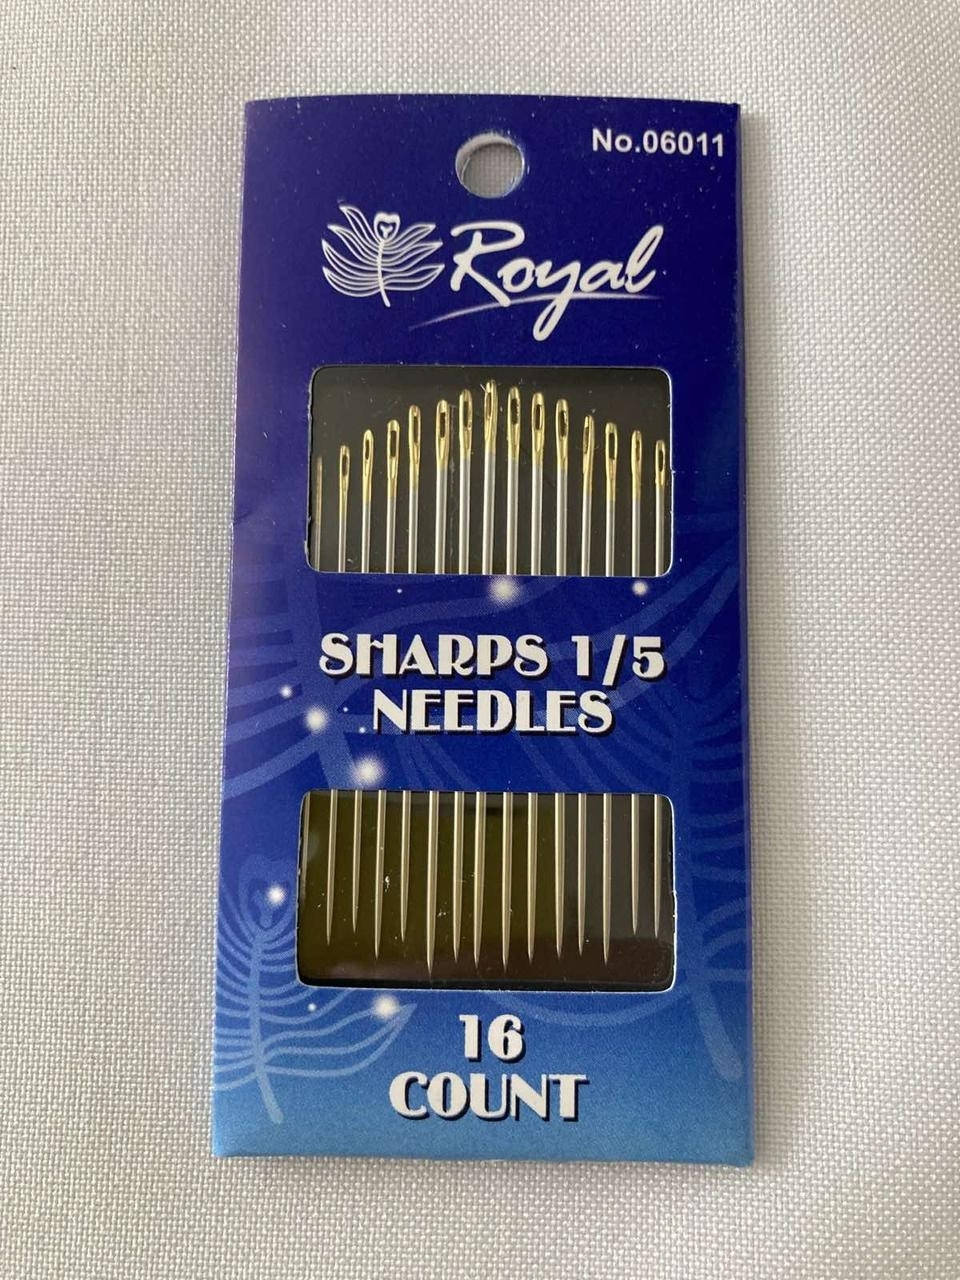 No.06011
Royal
SHARPS 1/5
NEEDLES
16
COUNT